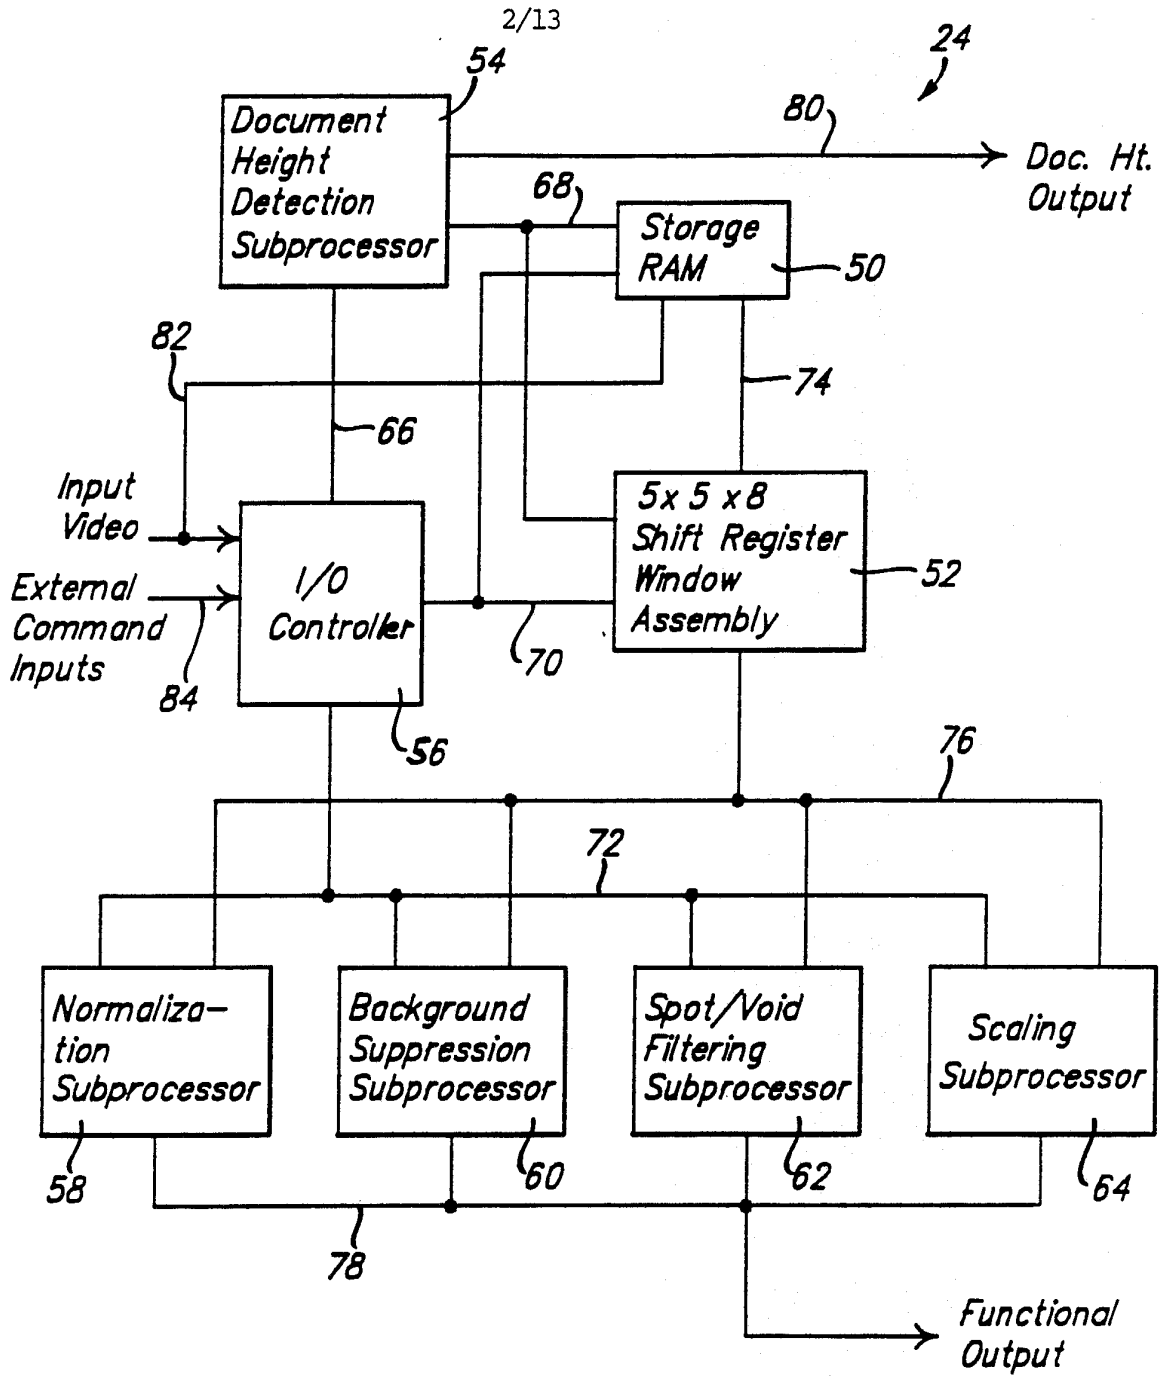 2/13
24
54
Document
Height
Detection
Subprocessor
80
Doc. Ht.
Output
68
Storage
RAM
50
82
74
66
Input
Video
External
Command
Inputs
84
I/O
Controller
56
70
5x 5 x 8
Shift Register
Window
Assembly
52
76
72
Normaliza-
tion
Subprocessor
58
Background
Suppression
Subprocessor
60
Spot/Void
Filtering
Subprocessor
62
Scaling
Subprocessor
64
78
Functional
Output